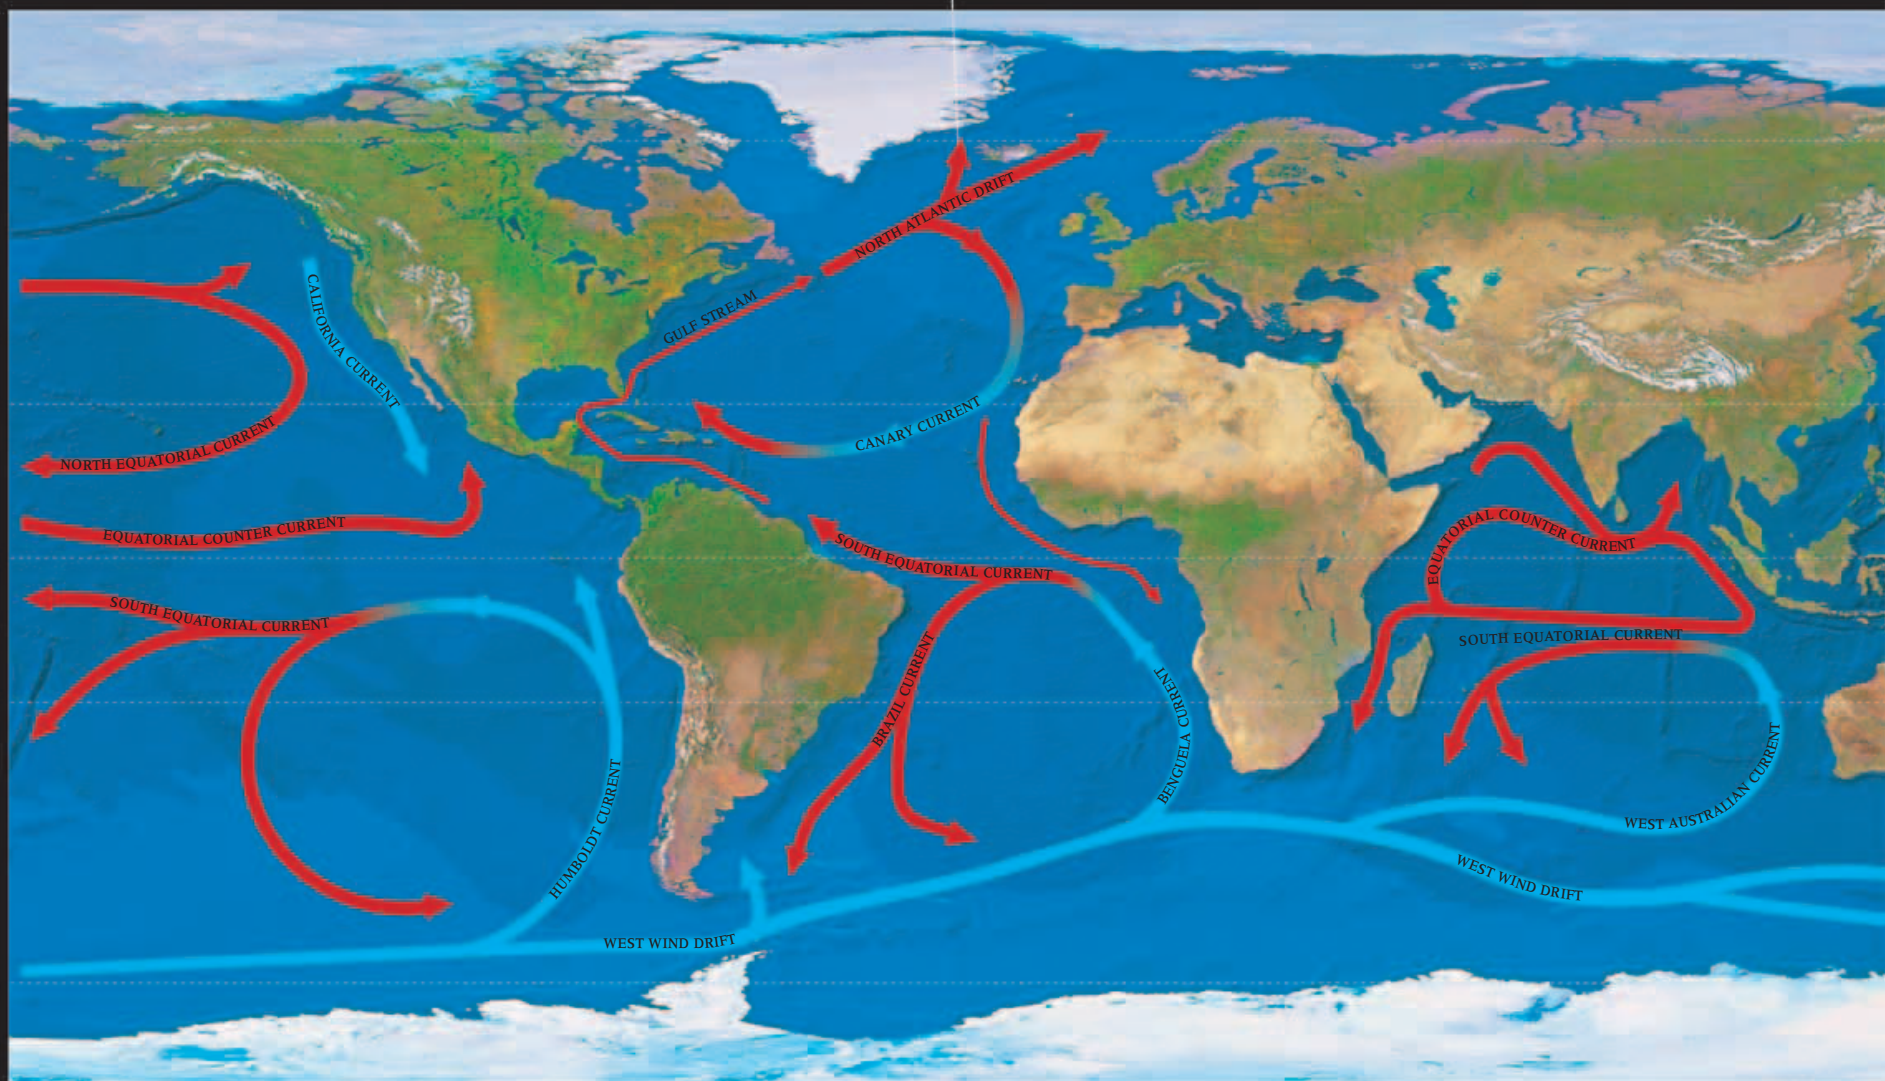 NORTH ATLANTIC DRIFT
GULF STREAM
CALIFORNIA CURRENT
CANARY CURRENT
NORTH EQUATORIAL CURRENT
EQUATORIAL COUNTER CURRENT
EQUATORIAL COUNTER CURRENT
SOUTH EQUATORIAL CURRENT
SOUTH EQUATORIAL CURRENT
SOUTH EQUATORIAL CURRENT
BRAZIL CURRENT
BENGUELA CURRENT
HUMBOLDT CURRENT
WEST AUSTRALIAN CURRENT
WEST WIND DRIFT
WEST WIND DRIFT